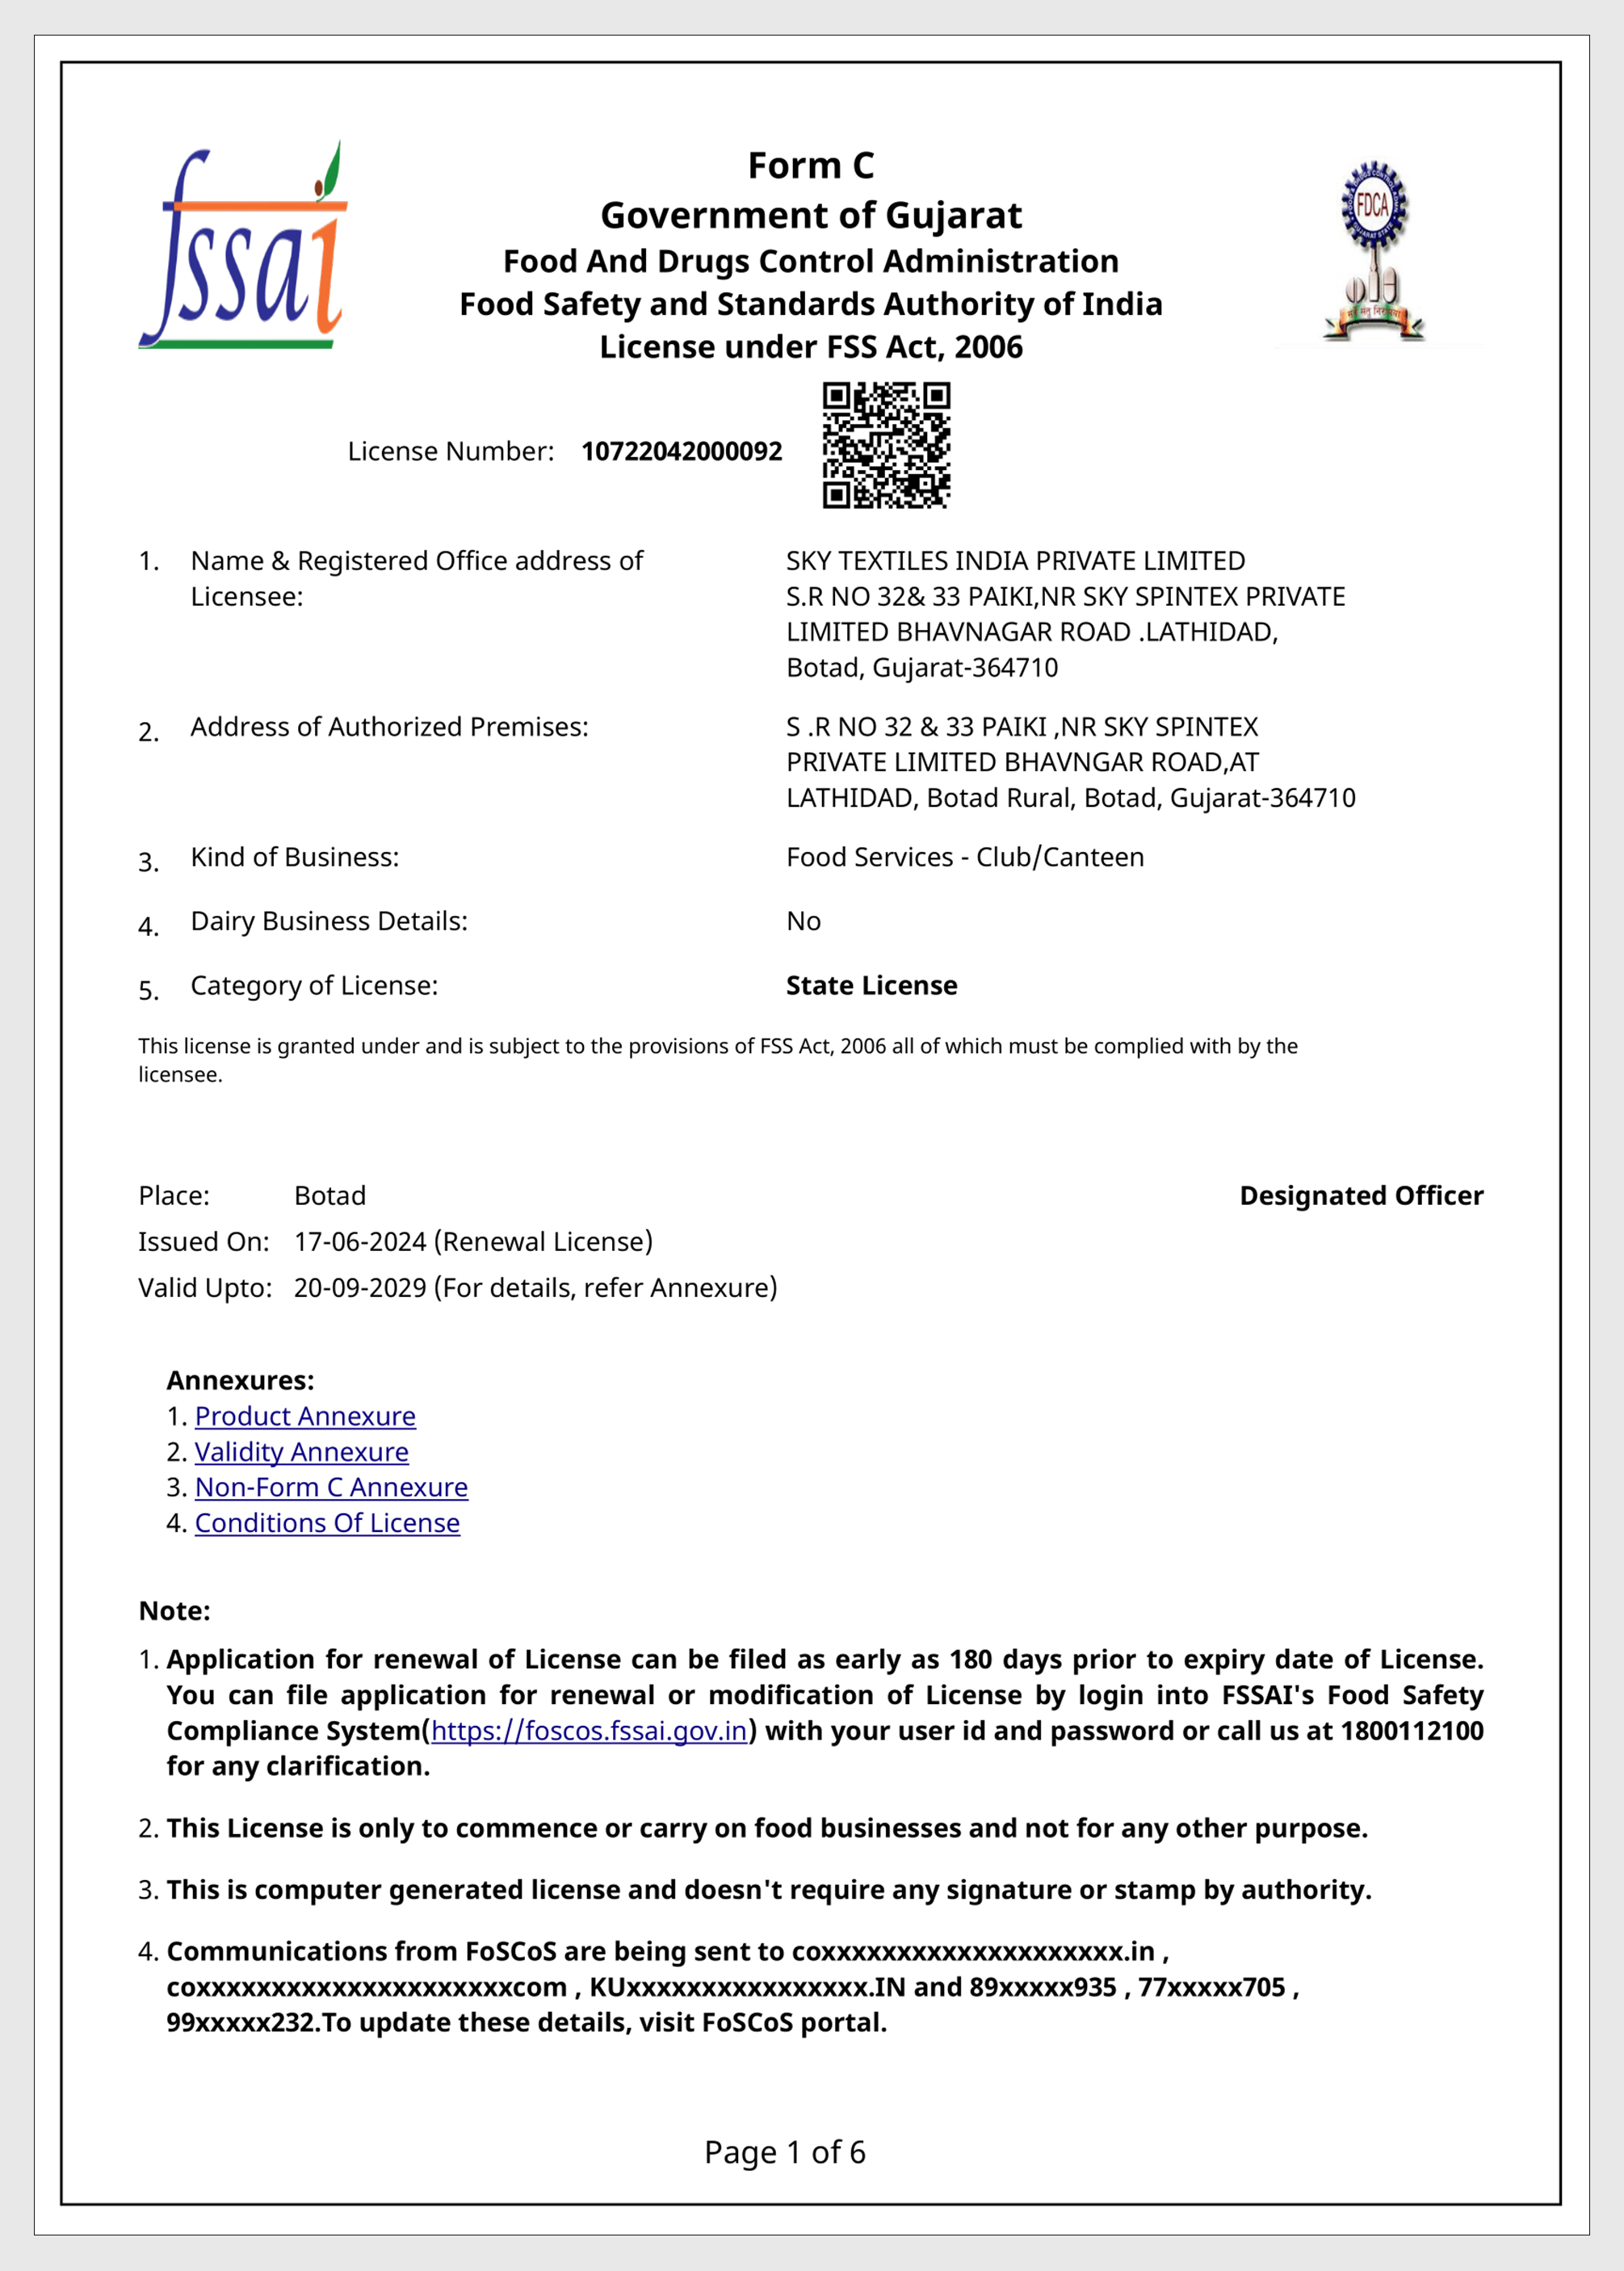 fssai
Form C
Government of Gujarat
Food And Drugs Control Administration
Food Safety and Standards Authority of India
License under FSS Act, 2006
FDCA
License Number: 10722042000092
1. Name & Registered Office address of
Licensee:
SKY TEXTILES INDIA PRIVATE LIMITED
S.R NO 32& 33 PAIKI,NR SKY SPINTEX PRIVATE
LIMITED BHAVNAGAR ROAD .LATHIDAD,
Botad, Gujarat-364710
2. Address of Authorized Premises:
S .R NO 32 & 33 PAIKI ,NR SKY SPINTEX
PRIVATE LIMITED BHAVNGAR ROAD,AT
LATHIDAD, Botad Rural, Botad, Gujarat-364710
3. Kind of Business: Food Services - Club/Canteen
4. Dairy Business Details: No
5. Category of License: State License
This license is granted under and is subject to the provisions of FSS Act, 2006 all of which must be complied with by the
licensee.
Place: Botad Designated Officer
Issued On: 17-06-2024 (Renewal License)
Valid Upto: 20-09-2029 (For details, refer Annexure)
Annexures:
1. Product Annexure
2. Validity Annexure
3. Non-Form C Annexure
4. Conditions Of License
Note:
1. Application for renewal of License can be filed as early as 180 days prior to expiry date of License.
You can file application for renewal or modification of License by login into FSSAI's Food Safety
Compliance System(https://foscos.fssai.gov.in) with your user id and password or call us at 1800112100
for any clarification.
2. This License is only to commence or carry on food businesses and not for any other purpose.
3. This is computer generated license and doesn't require any signature or stamp by authority.
4. Communications from FoSCoS are being sent to coxxxxxxxxxxxxxxxxxxxx.in ,
coxxxxxxxxxxxxxxxxxxxxxxxcom , KUxxxxxxxxxxxxxxxx.IN and 89xxxxx935 , 77xxxxx705 ,
99xxxxx232.To update these details, visit FoSCoS portal.
Page 1 of 6